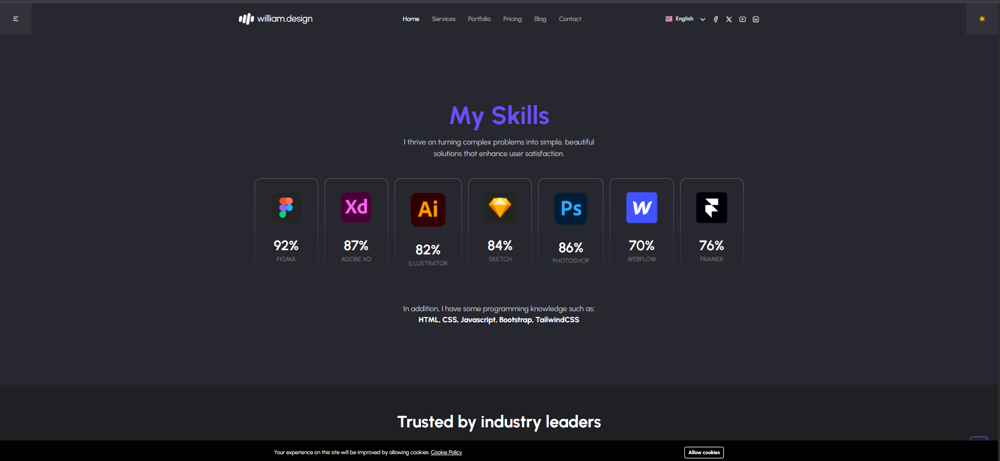 william.design
Home Services Portfolio Pricing Blog Contact
English
My Skills
I thrive on turning complex problems into simple, beautiful
solutions that enhance user satisfaction.
Xd
Ai
Ps
92%
FIGMA
87%
ADOBE XD
82%
ILLUSTRATOR
84%
SKETCH
86%
PHOTOSHOP
70%
WEBFLOW
76%
FRAMER
In addition, I have some programming knowledge such as:
HTML, CSS, Javascript, Bootstrap, TailwindCSS
Trusted by industry leaders
Your experience on this site will be improved by allowing cookies. Cookie Policy
Allow cookies